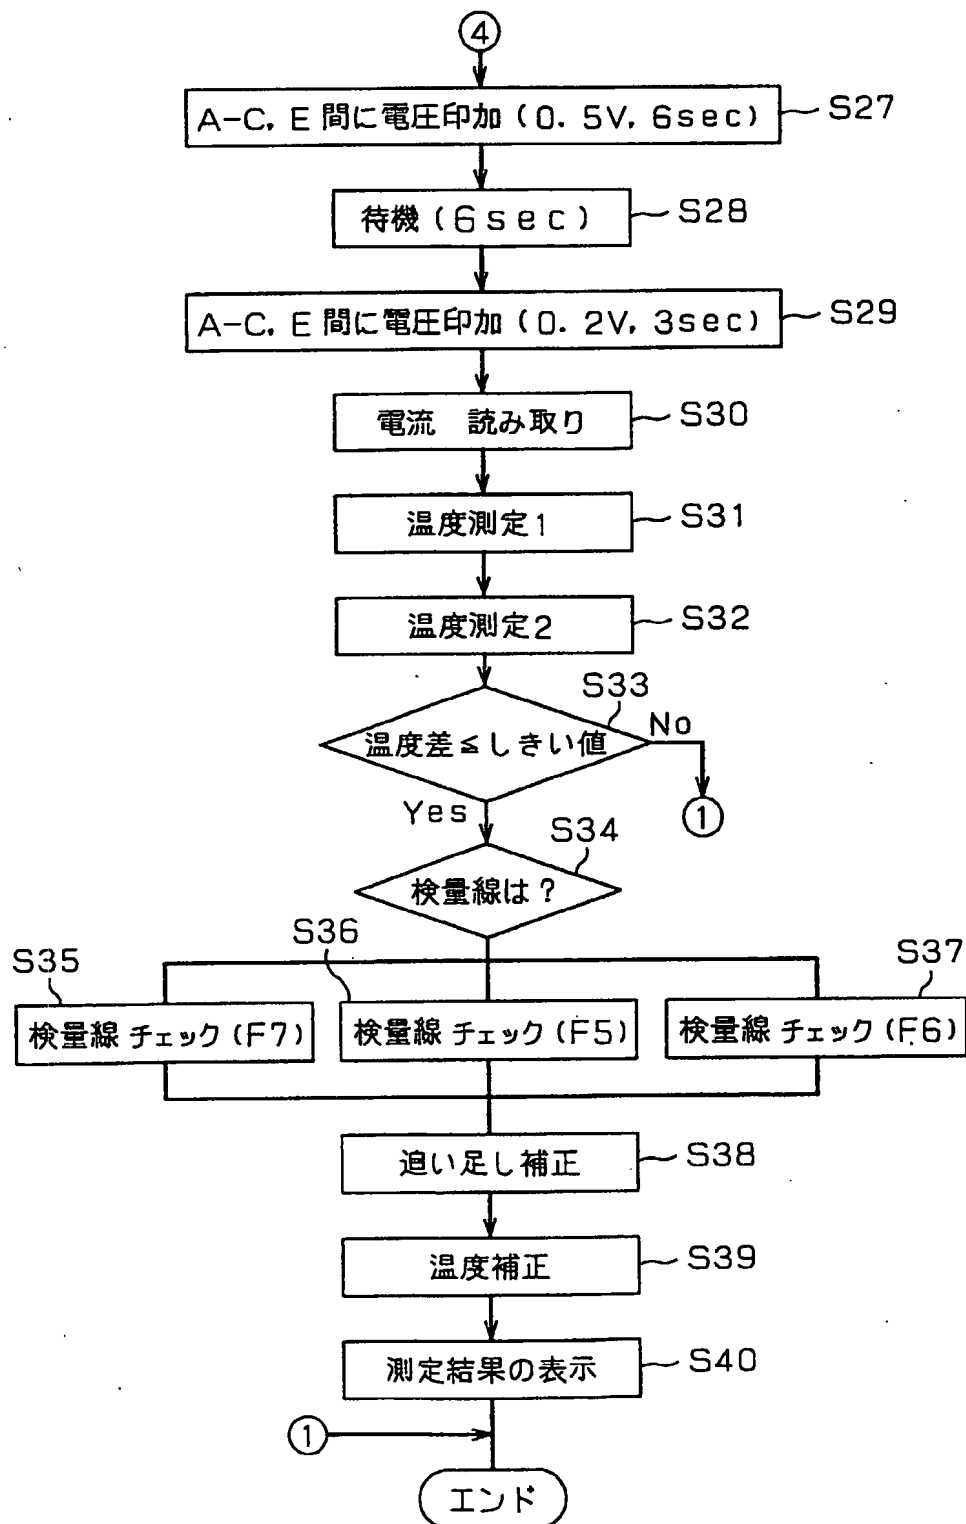 ④
A-C, E間に電圧印加(0.5V, 6sec)
S27
待機(6sec)
S28
A-C, E間に電圧印加(0.2V, 3sec)
S29
電流 読み取り
S30
温度測定1
S31
温度測定2
S32
S33
温度差≦しきい値
No
①
Yes
S34
検量線は?
S35
S36
S37
検量線 チェック(F7)
検量線 チェック(F5)
検量線 チェック(F6)
追い足し補正
S38
温度補正
S39
測定結果の表示
S40
①
エンド